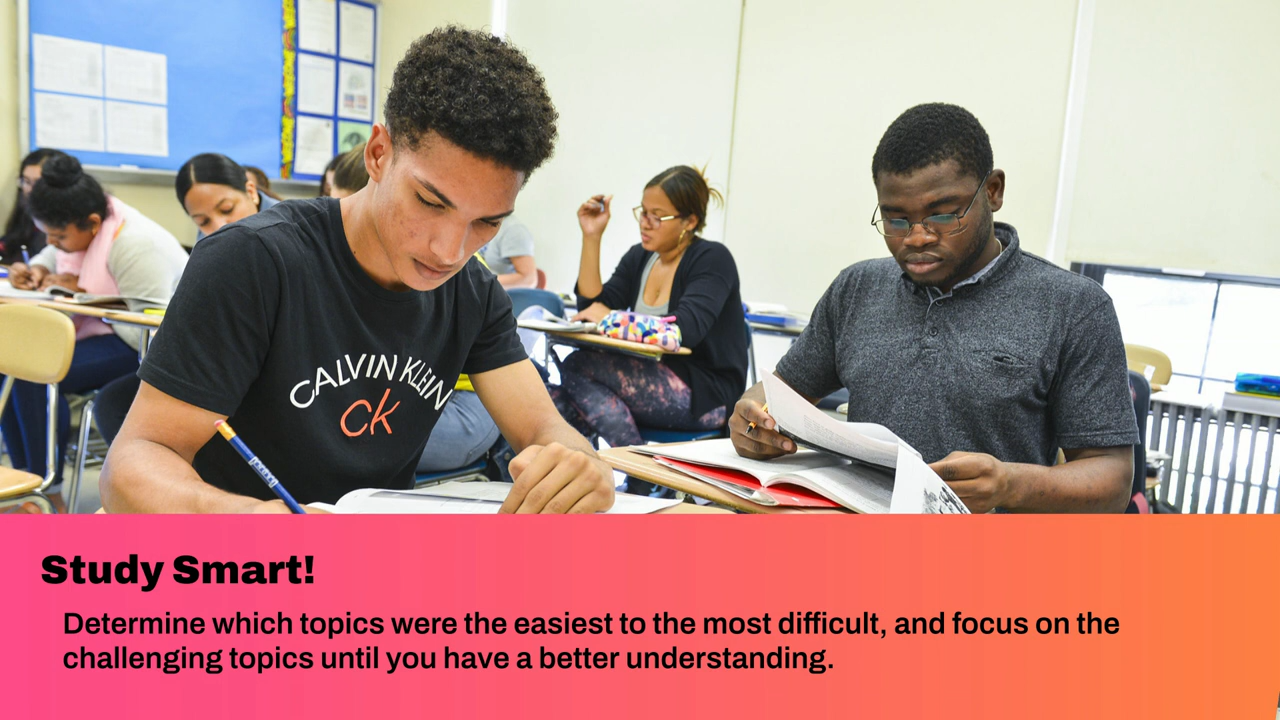 CALVIN KLEIN
ck
Study Smart!
Determine which topics were the easiest to the most difficult, and focus on the
challenging topics until you have a better understanding.